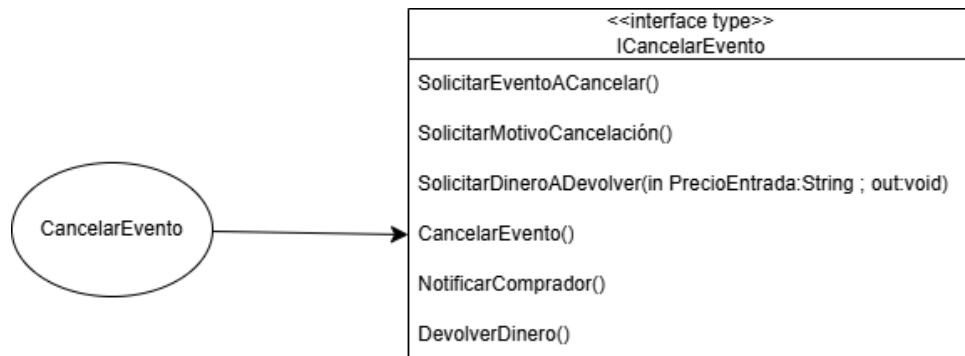 <<interface type>>
ICancelarEvento
SolicitarEventoACancelar()
SolicitarMotivoCancelación()
SolicitarDineroADevolver(in PrecioEntrada:String ; out:void)
CancelarEvento
CancelarEvento()
NotificarComprador()
DevolverDinero()